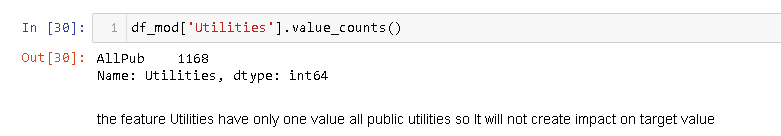 In [30]: 1 df_mod['Utilities'].value_counts()
Out[30]: AllPub    1168
Name: Utilities, dtype: int64
the feature Utilities have only one value all public utilities so It will not create impact on target value